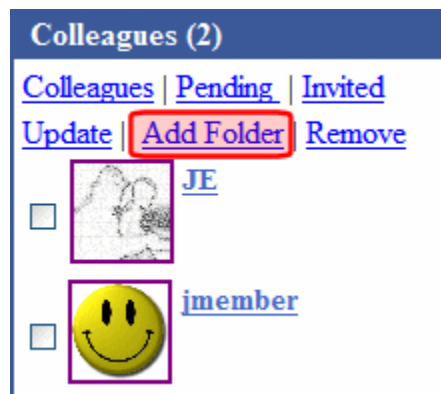 Colleagues (2)
Colleagues | Pending | Invited
Update | Add Folder | Remove
JE
jmember